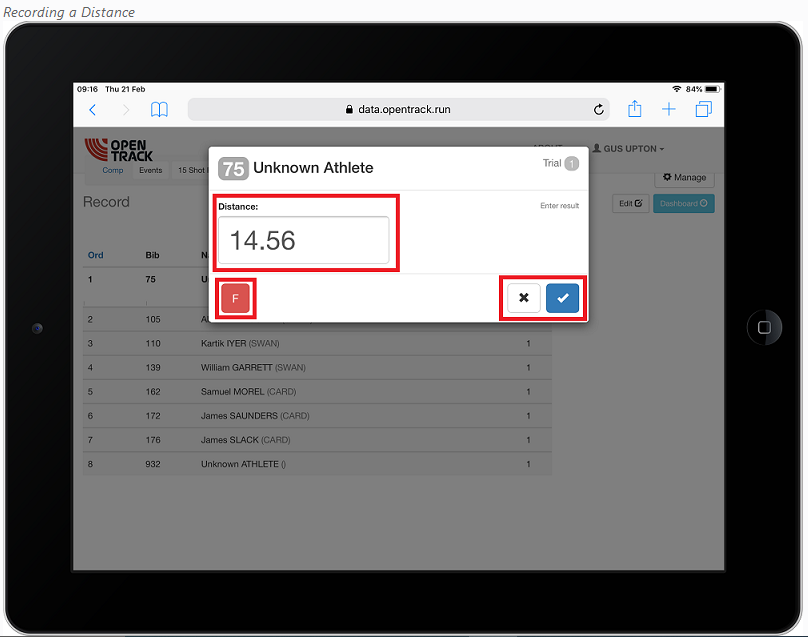 Recording a Distance
09:16 Thu 21 Feb 84%
data.opentrack.run
OPEN
TRACK
GUS UPTON
Comp Events 15 Shot
Manage
Record
Edit Dashboard
75 Unknown Athlete Trial 1
Distance: Enter result
14.56
F
Ord Bib
1 75
2 105
3 110 Kartik IYER (SWAN) 1
4 139 William GARRETT (SWAN) 1
5 162 Samuel MOREL (CARD) 1
6 172 James SAUNDERS (CARD) 1
7 176 James SLACK (CARD) 1
8 932 Unknown ATHLETE () 1